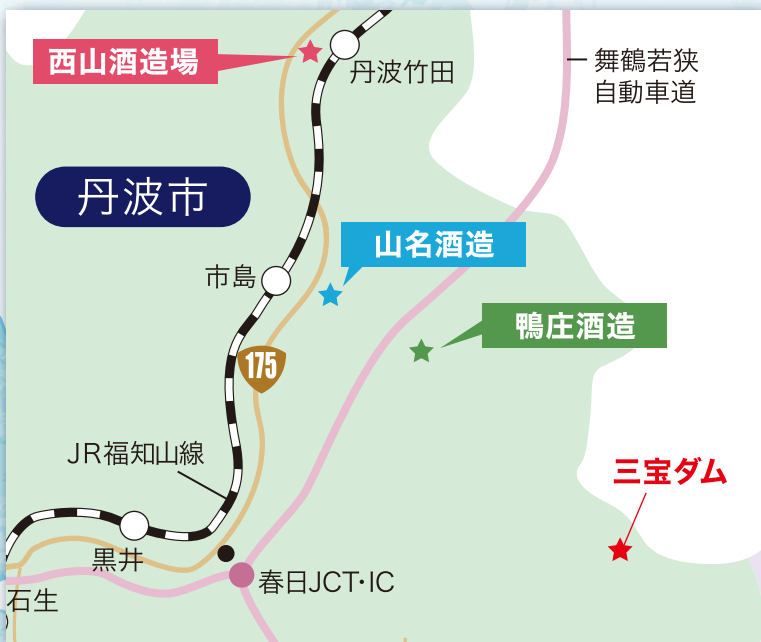 西山酒造場
丹波竹田
舞鶴若狭
自動車道
丹波市
山名酒造
市島
鴨庄酒造
175
JR福知山線
三宝ダム
黒井
春日JCT・IC
石生